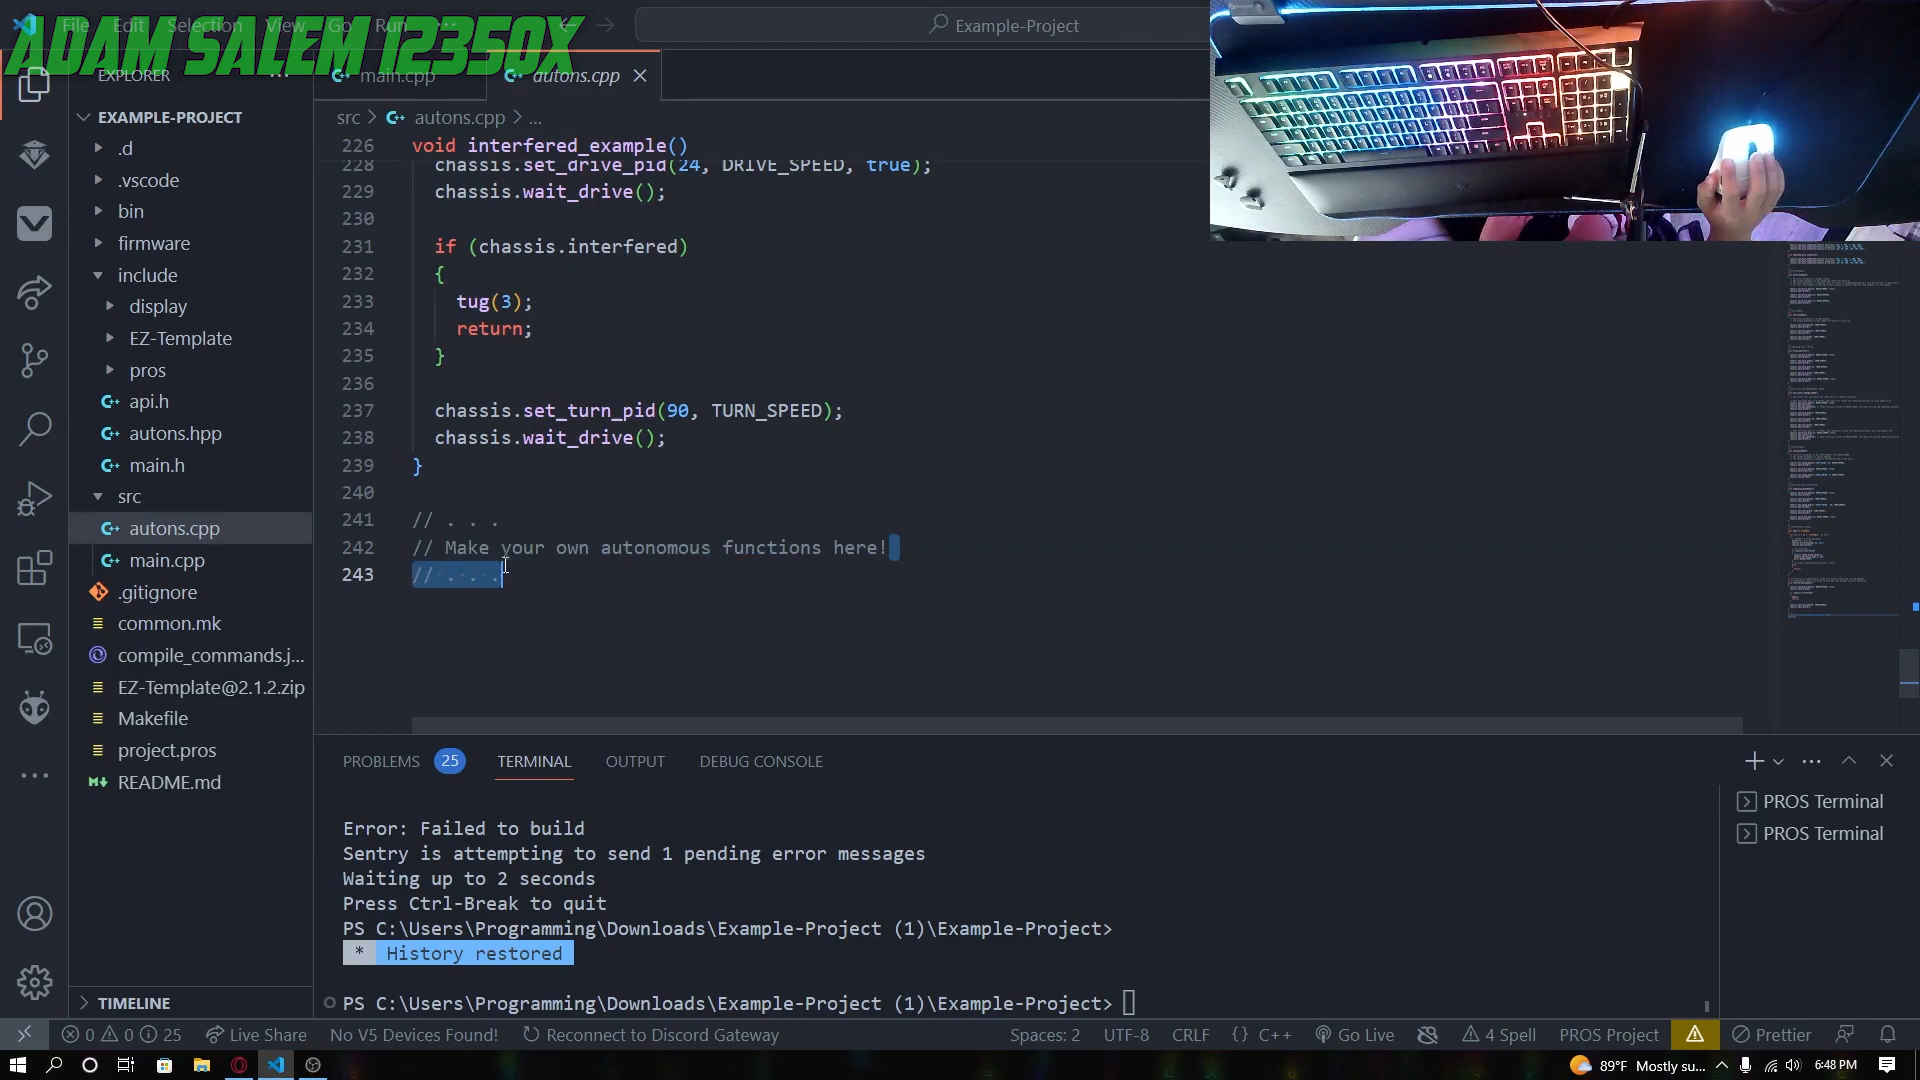 File Edit Selection View Go Run ...
Example-Project
ADAM SALEM 12350X
EXPLORER ...
main.cpp
autons.cpp
EXAMPLE-PROJECT
.d
.vscode
bin
firmware
include
display
EZ-Template
pros
api.h
autons.hpp
main.h
src
autons.cpp
main.cpp
.gitignore
common.mk
compile_commands.j...
EZ-Template@2.1.2.zip
Makefile
project.pros
README.md
TIMELINE
src > autons.cpp > ...
226 void interfered_example()
228 chassis.set_drive_pid(24, DRIVE_SPEED, true);
229 chassis.wait_drive();
230
231 if (chassis.interfered)
232 {
233 tug(3);
234 return;
235 }
236
237 chassis.set_turn_pid(90, TURN_SPEED);
238 chassis.wait_drive();
239 }
240
241 // . . .
242 // Make your own autonomous functions here!
243 // . . .
PROBLEMS 25 TERMINAL OUTPUT DEBUG CONSOLE
Error: Failed to build
Sentry is attempting to send 1 pending error messages
Waiting up to 2 seconds
Press Ctrl-Break to quit
PS C:\Users\Programming\Downloads\Example-Project (1)\Example-Project>
* History restored
PS C:\Users\Programming\Downloads\Example-Project (1)\Example-Project>
PROS Terminal
PROS Terminal
0 0 25 Live Share No V5 Devices Found! Reconnect to Discord Gateway Spaces: 2 UTF-8 CRLF {} C++ Go Live 4 Spell PROS Project Prettier
89°F Mostly su... 6:48 PM